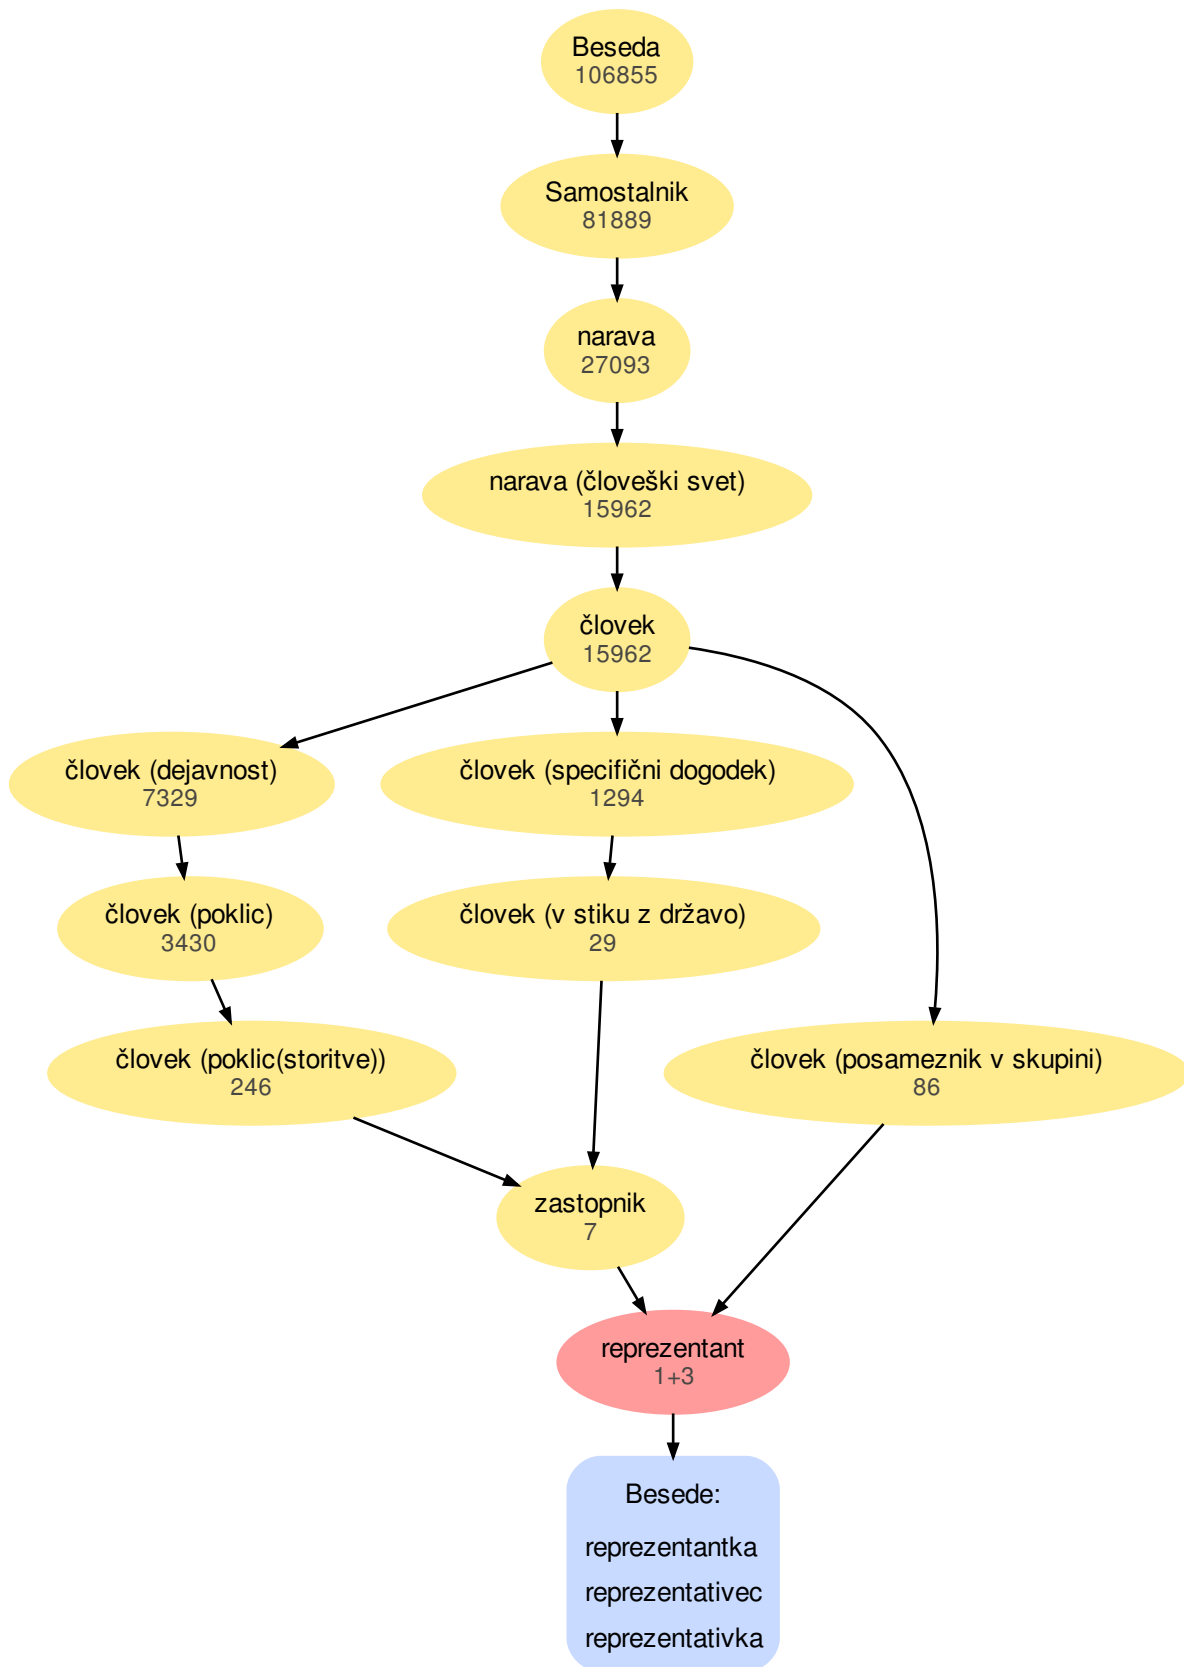 Beseda
106855
Samostalnik
81889
narava
27093
narava (človeški svet)
15962
človek
15962
človek (dejavnost)
7329
človek (specifični dogodek)
1294
človek (poklic)
3430
človek (v stiku z državo)
29
človek (poklic(storitve))
246
človek (posameznik v skupini)
86
zastopnik
7
reprezentant
1+3
Besede:
reprezentantka
reprezentativec
reprezentativka